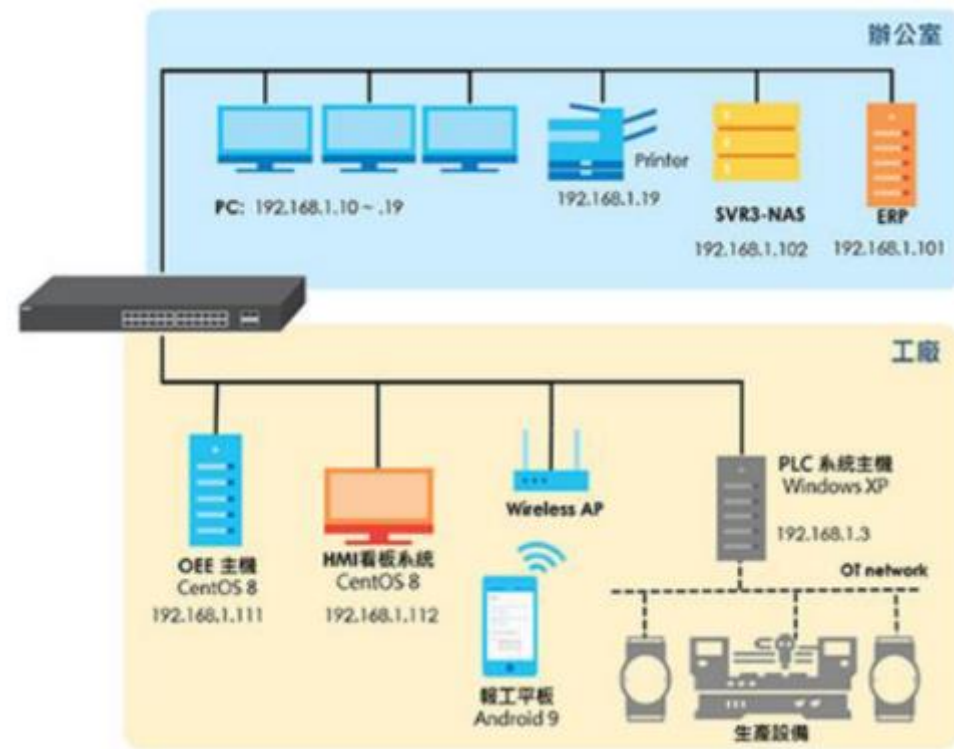 辦公室
Printer
PC: 192.168.1.10 ~ .19
192.168.1.19
SVR3-NAS
ERP
192.168.1.102
192.168.1.101
工廠
PLC 系統主機
Windows XP
192.168.1.3
Wireless AP
OEE 主機
CentOS 8
192.168.1.111
HMI看板系統
CentOS 8
192.168.1.112
OT network
報工平板
Android 9
生產設備